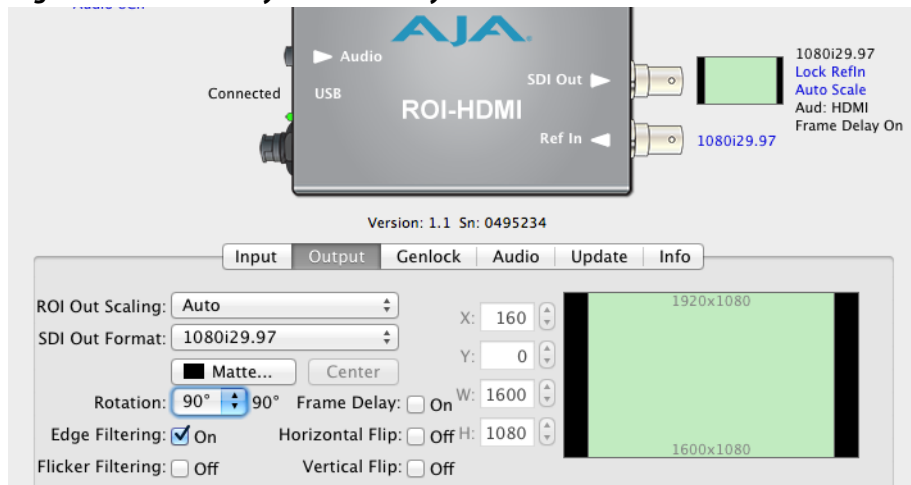 AJA
Audio
Connected
USB
SDI Out
ROI-HDMI
Ref In
1080i29.97
Lock RefIn
Auto Scale
Aud: HDMI
Frame Delay On
1080i29.97
Version: 1.1 Sn: 0495234
Input Output Genlock Audio Update Info
ROI Out Scaling: Auto
X: 160
1920x1080
SDI Out Format: 1080i29.97
Y: 0
Matte... Center
W: 1600
Rotation: 90° 90° Frame Delay: On
Edge Filtering: On Horizontal Flip: Off
H: 1080
1600x1080
Flicker Filtering: Off Vertical Flip: Off